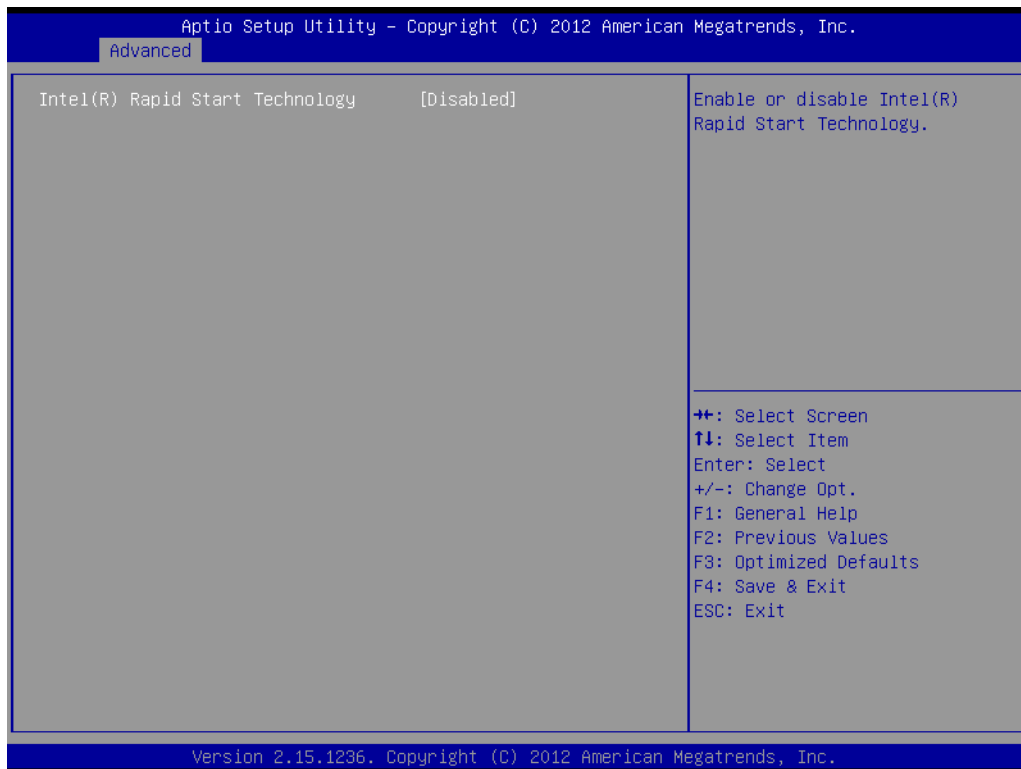 Aptio Setup Utility – Copyright (C) 2012 American Megatrends, Inc.
Advanced
Intel(R) Rapid Start Technology [Disabled]
Enable or disable Intel(R)
Rapid Start Technology.
→←: Select Screen
↑↓: Select Item
Enter: Select
+/-: Change Opt.
F1: General Help
F2: Previous Values
F3: Optimized Defaults
F4: Save & Exit
ESC: Exit
Version 2.15.1236. Copyright (C) 2012 American Megatrends, Inc.